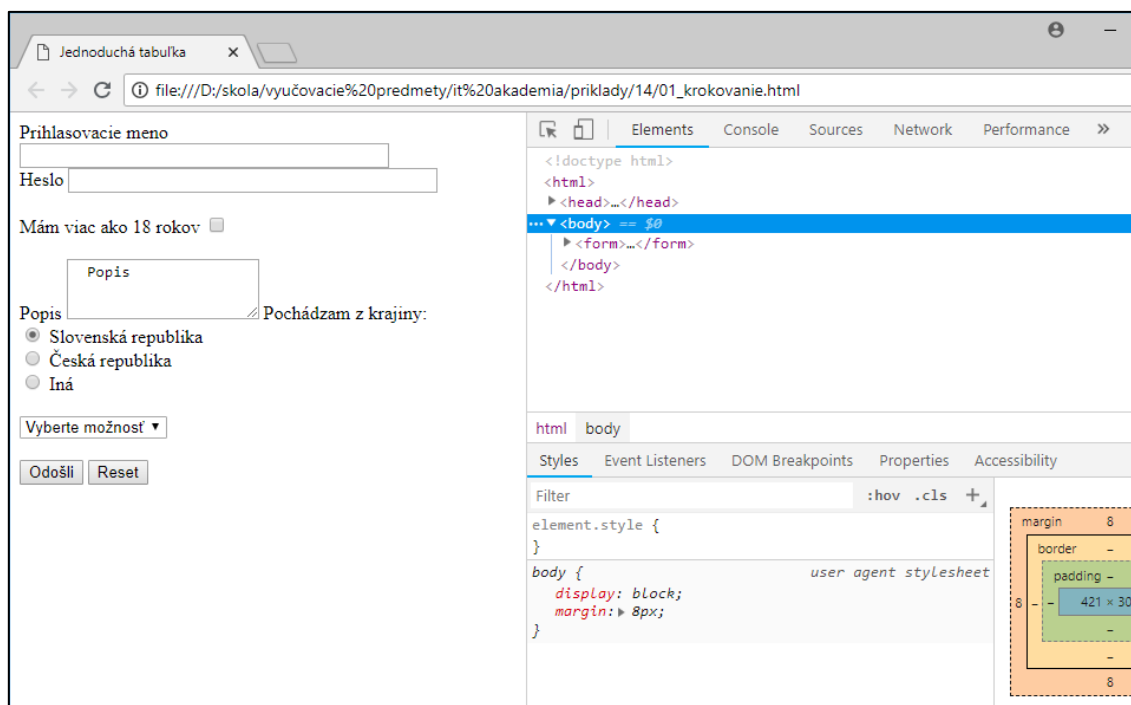 Jednoduchá tabuľka
file:///D:/skola/vyučovacie%20predmety/it%20akademia/priklady/14/01_krokovanie.html
Prihlasovacie meno
Heslo
Mám viac ako 18 rokov
Popis
Popis Pochádzam z krajiny:
Slovenská republika
Česká republika
Iná
Vyberte možnosť
Odošli Reset
Elements Console Sources Network Performance »
<!doctype html>
<html>
<head>…</head>
<body> == $0
<form>…</form>
</body>
</html>
html body
Styles Event Listeners DOM Breakpoints Properties Accessibility
Filter :hov .cls +
element.style {
}
body { user agent stylesheet
display: block;
margin: 8px;
}
margin 8
border –
padding –
8 – – 421 × 30
–
–
8